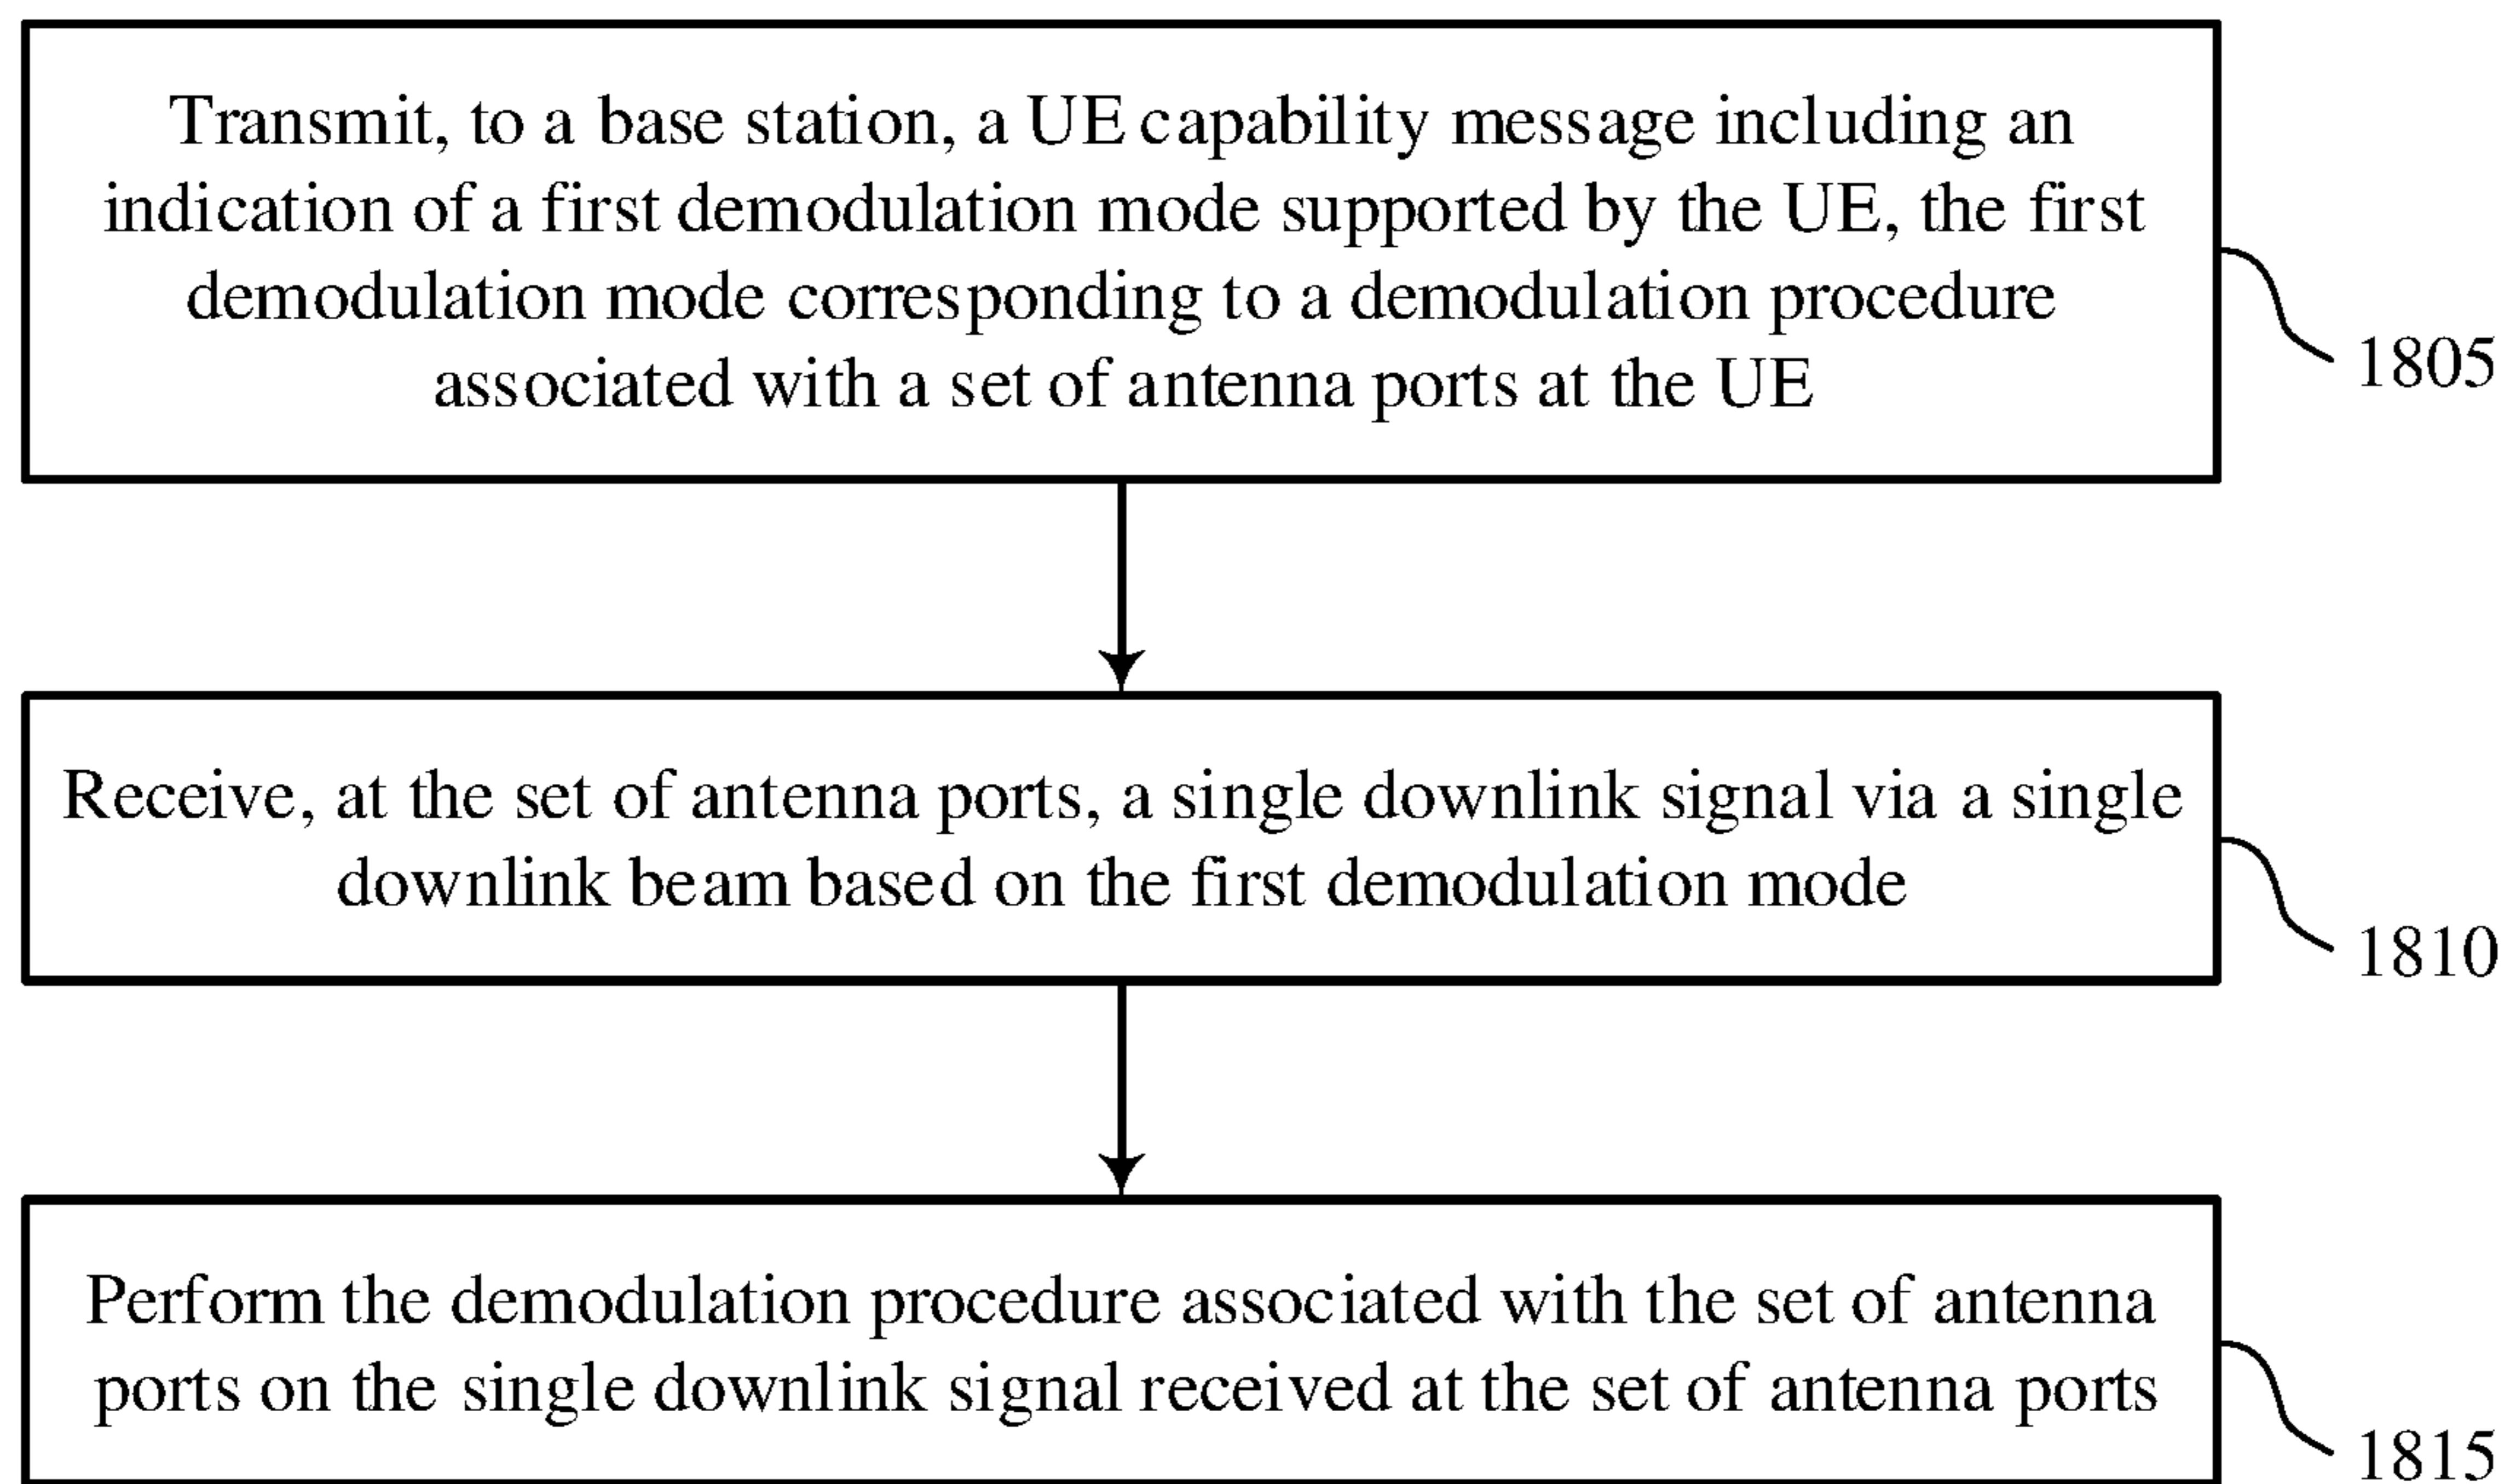 Transmit, to a base station, a UE capability message including an
indication of a first demodulation mode supported by the UE, the first
demodulation mode corresponding to a demodulation procedure
associated with a set of antenna ports at the UE
1805
Receive, at the set of antenna ports, a single downlink signal via a single
downlink beam based on the first demodulation mode
1810
Perform the demodulation procedure associated with the set of antenna
ports on the single downlink signal received at the set of antenna ports
1815